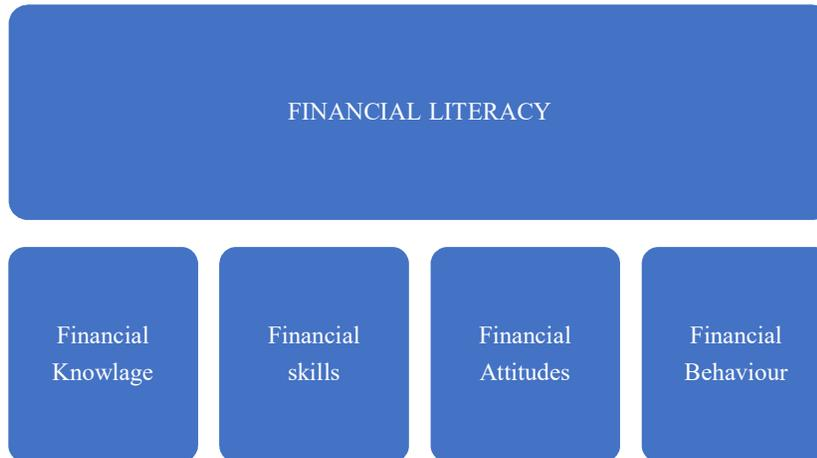 FINANCIAL LITERACY
Financial
Knowlage
Financial
skills
Financial
Attitudes
Financial
Behaviour